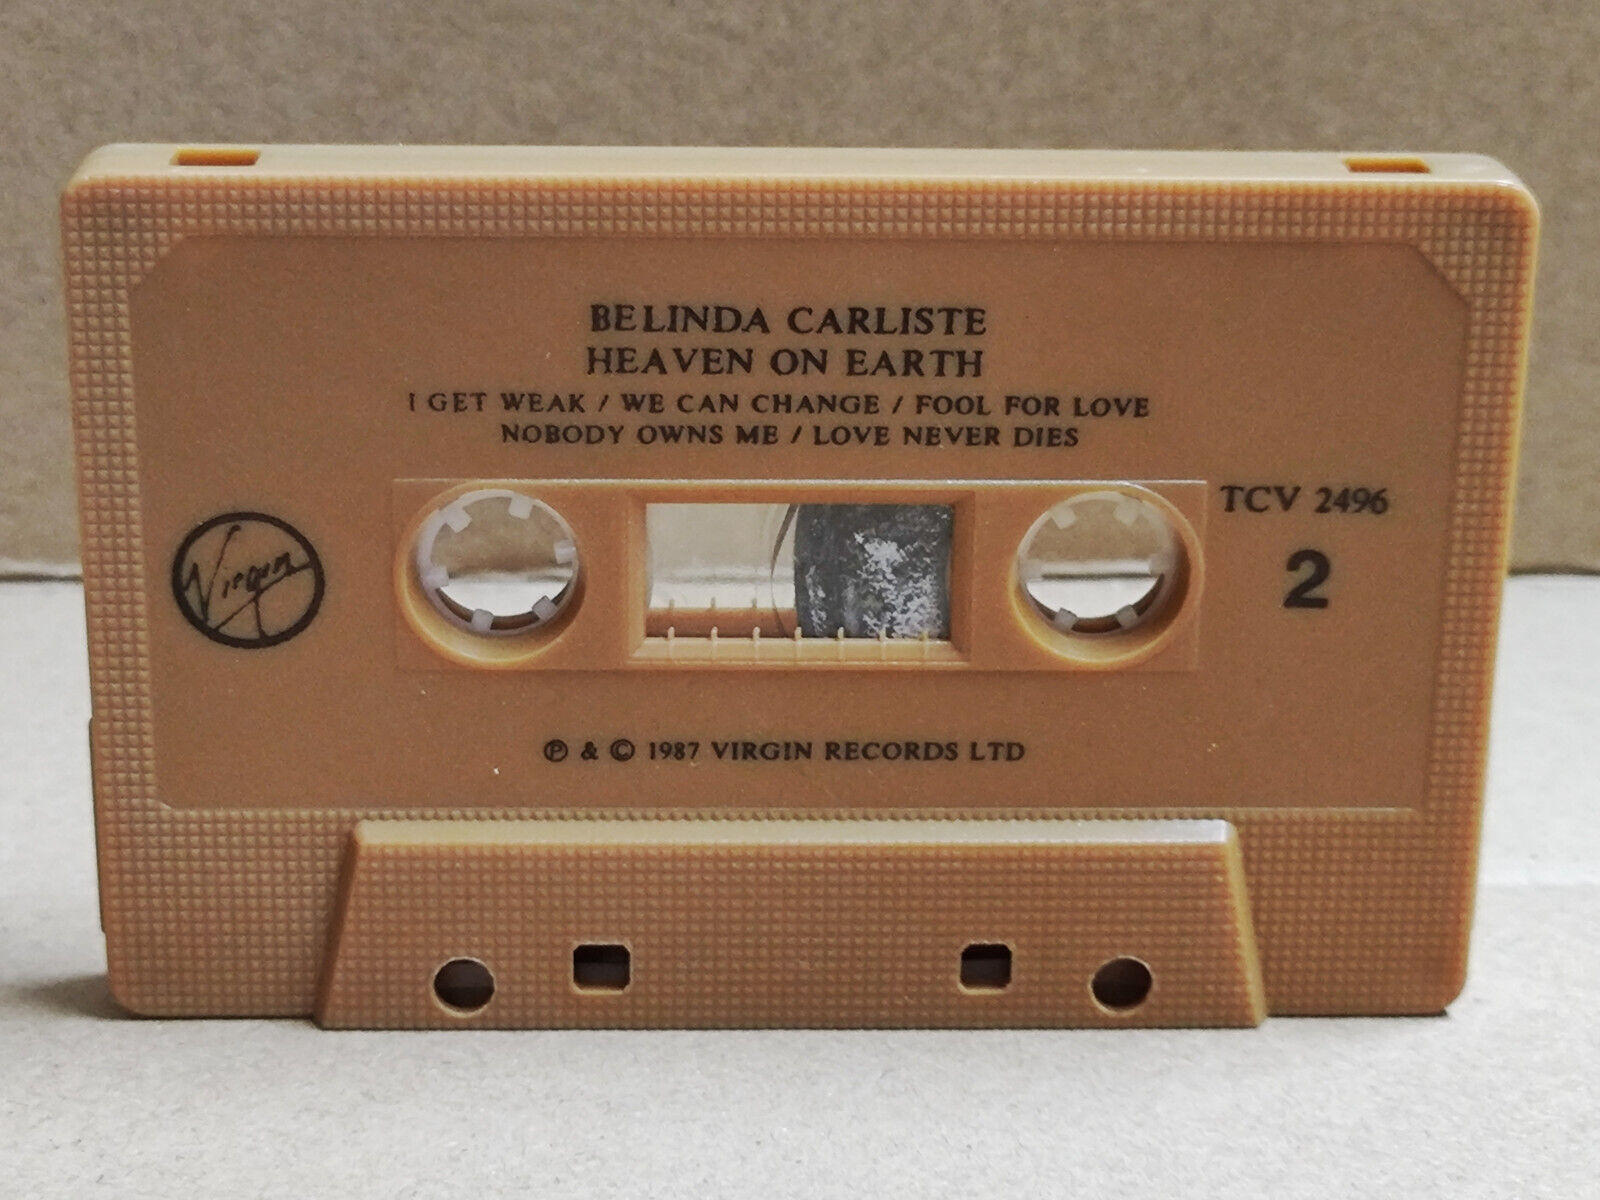 BELINDA CARLISTE
HEAVEN ON EARTH
I GET WEAK / WE CAN CHANGE / FOOL FOR LOVE
NOBODY OWNS ME / LOVE NEVER DIES
TCV 2496
Virgin
2
℗ & © 1987 VIRGIN RECORDS LTD